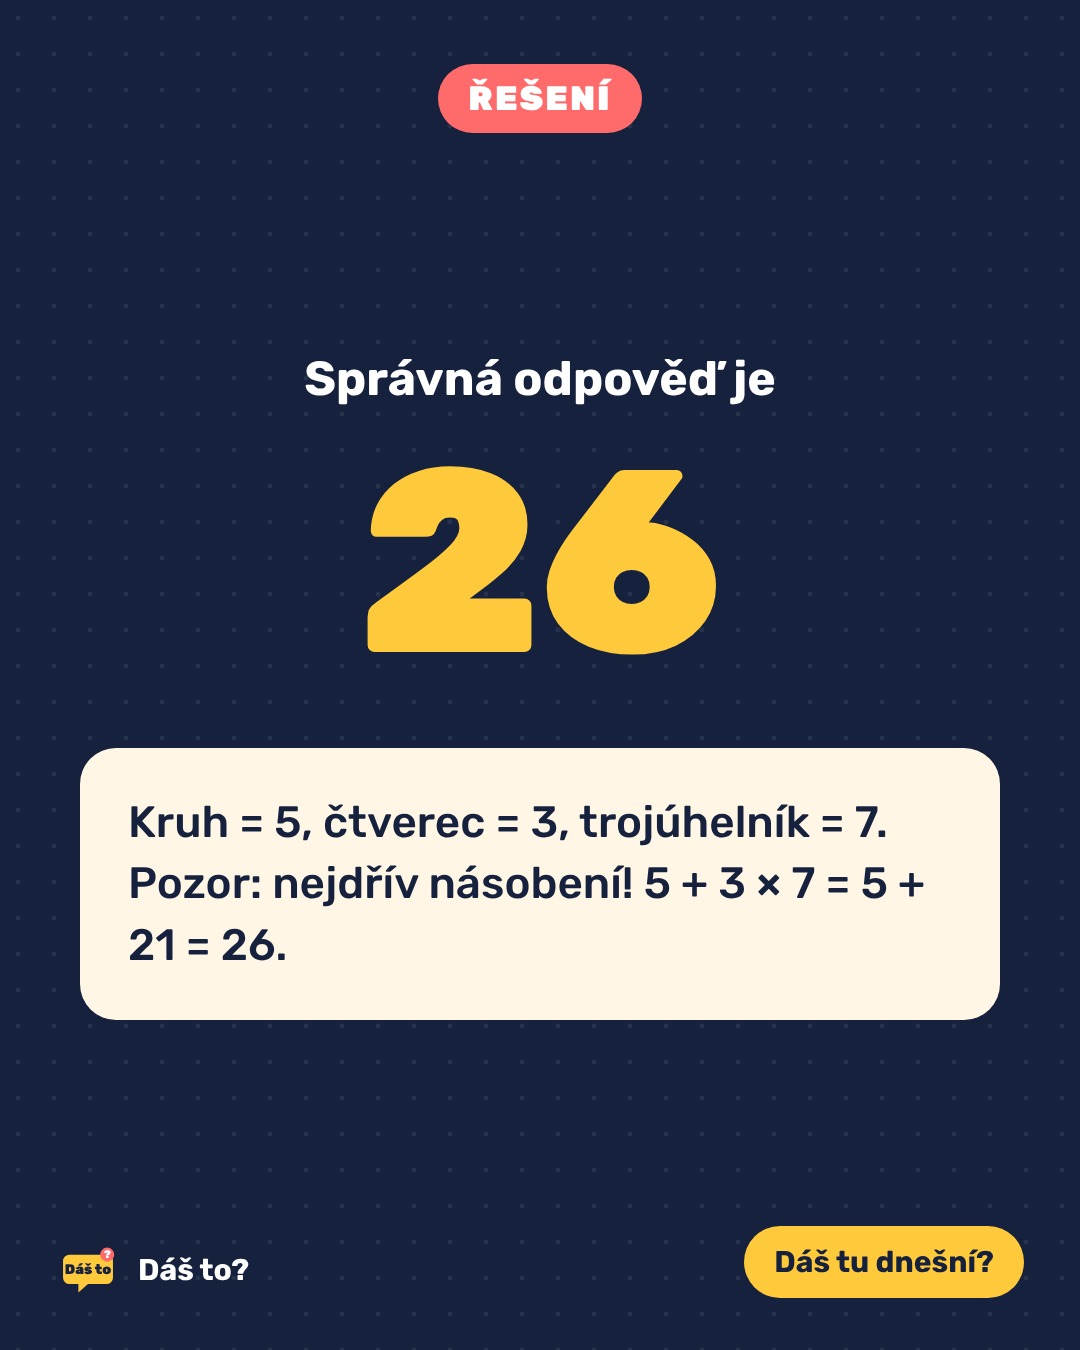 ŘEŠENÍ
Správná odpověď je
26
Kruh = 5, čtverec = 3, trojúhelník = 7.
Pozor: nejdřív násobení! 5 + 3 × 7 = 5 +
21 = 26.
Dáš to
?
Dáš to?
Dáš tu dnešní?